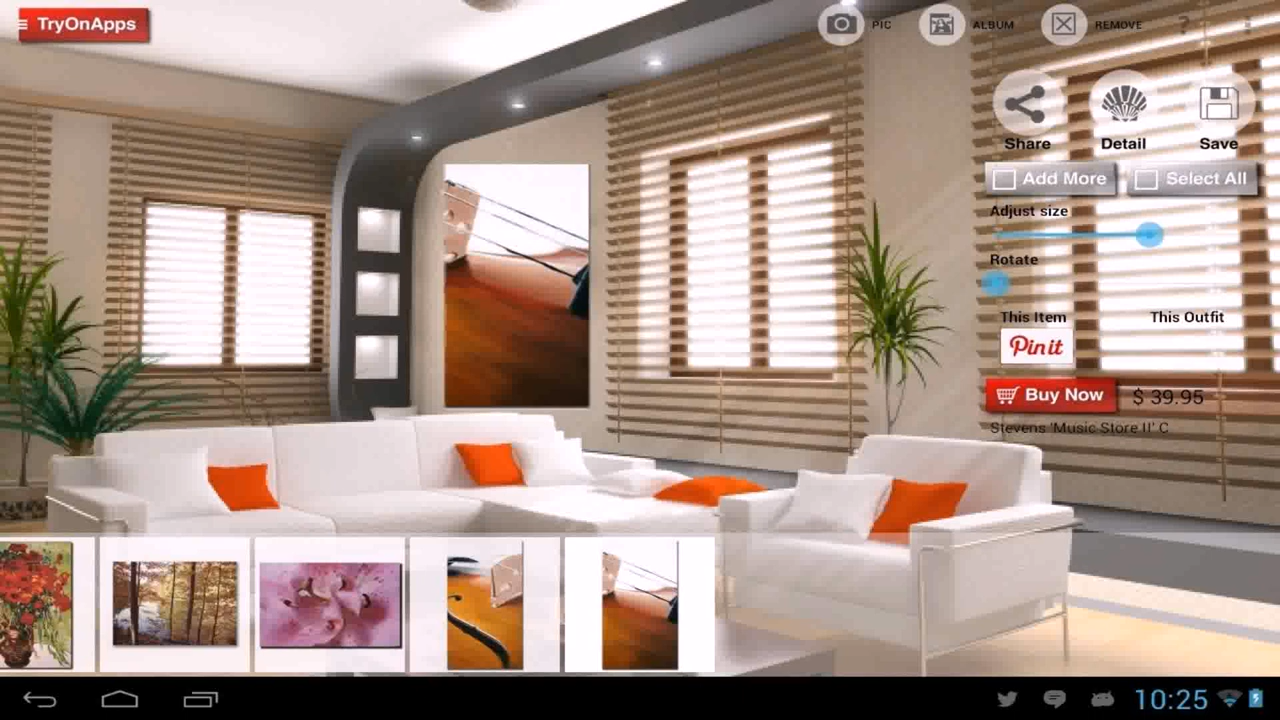 TryOnApps
PIC
ALBUM
REMOVE
?
Share
Detail
Save
Add More
Select All
Adjust size
Rotate
This Item
This Outfit
Pinit
Buy Now
$ 39.95
Stevens 'Music Store II' C
10:25